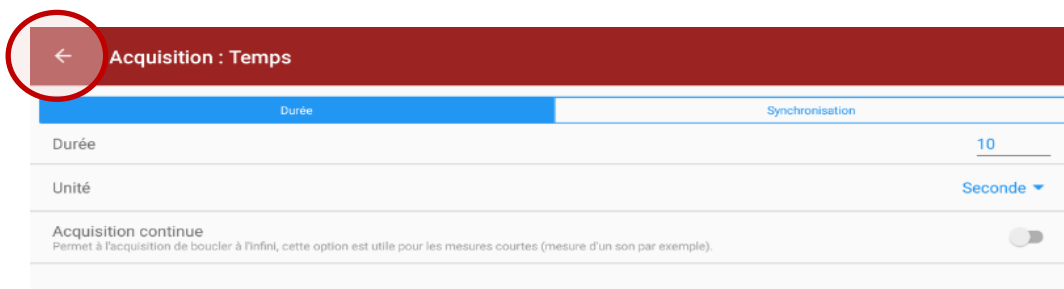 Acquisition : Temps
Durée
Synchronisation
Durée
10
Unité
Seconde
Acquisition continue
Permet à l'acquisition de boucler à l'infini, cette option est utile pour les mesures courtes (mesure d'un son par exemple).